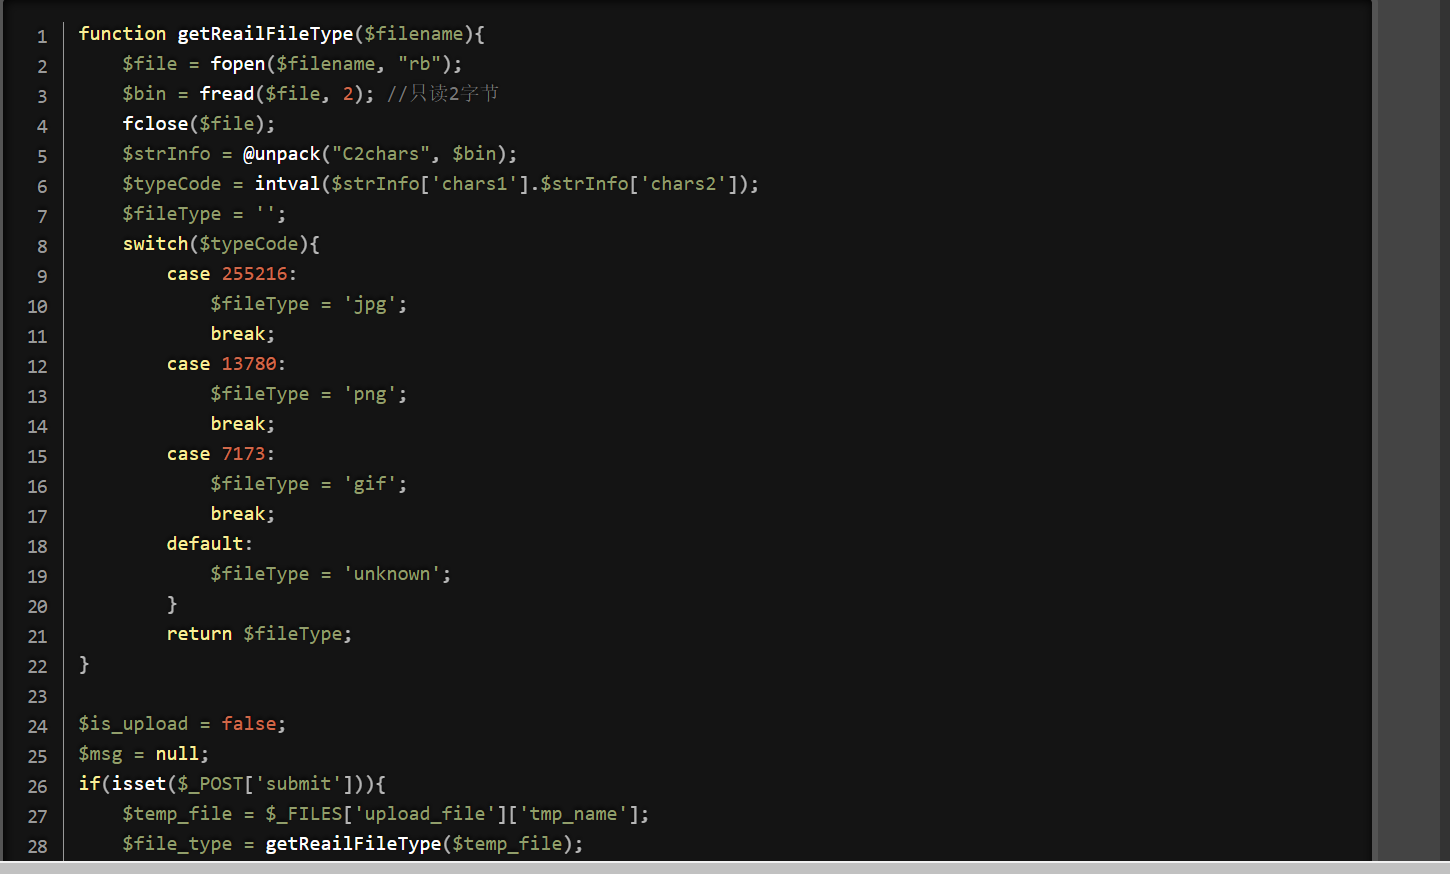 1 function getReailFileType($filename){
2 $file = fopen($filename, "rb");
3 $bin = fread($file, 2); //只读2字节
4 fclose($file);
5 $strInfo = @unpack("C2chars", $bin);
6 $typeCode = intval($strInfo['chars1'].$strInfo['chars2']);
7 $fileType = '';
8 switch($typeCode){
9 case 255216:
10 $fileType = 'jpg';
11 break;
12 case 13780:
13 $fileType = 'png';
14 break;
15 case 7173:
16 $fileType = 'gif';
17 break;
18 default:
19 $fileType = 'unknown';
20 }
21 return $fileType;
22 }
23
24 $is_upload = false;
25 $msg = null;
26 if(isset($_POST['submit'])){
27 $temp_file = $_FILES['upload_file']['tmp_name'];
28 $file_type = getReailFileType($temp_file);